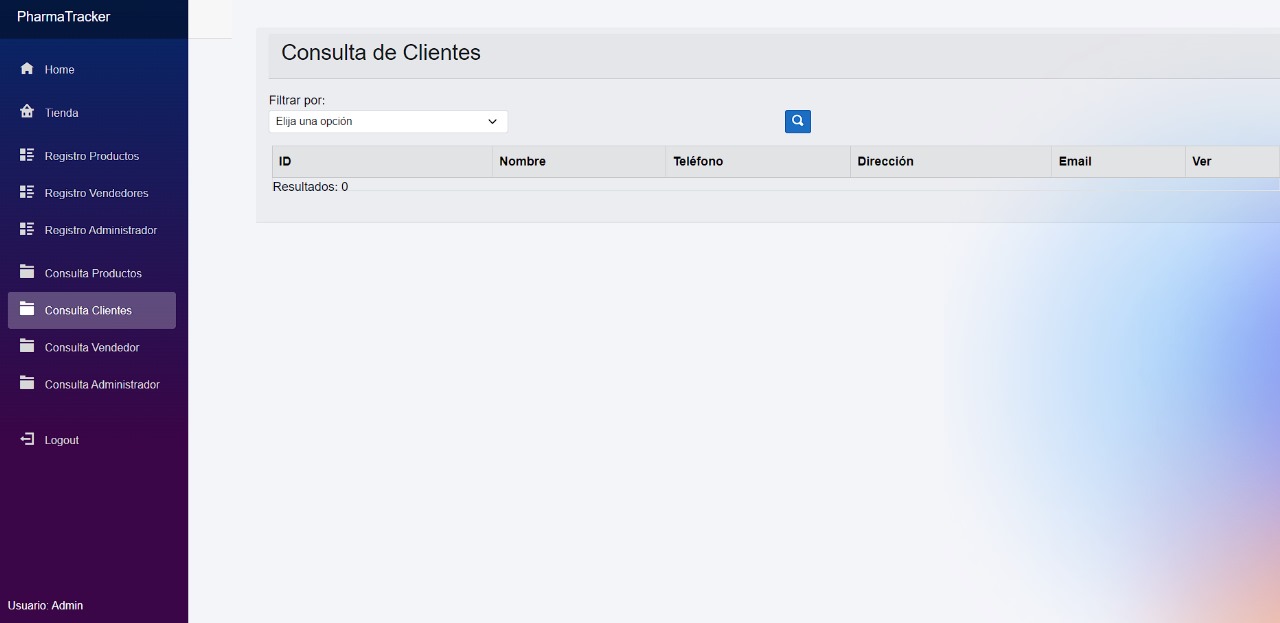 PharmaTracker
Home
Tienda
Registro Productos
Registro Vendedores
Registro Administrador
Consulta Productos
Consulta Clientes
Consulta Vendedor
Consulta Administrador
Logout
Usuario: Admin
Consulta de Clientes
Filtrar por:
Elija una opción
ID Nombre Teléfono Dirección Email Ver
Resultados: 0